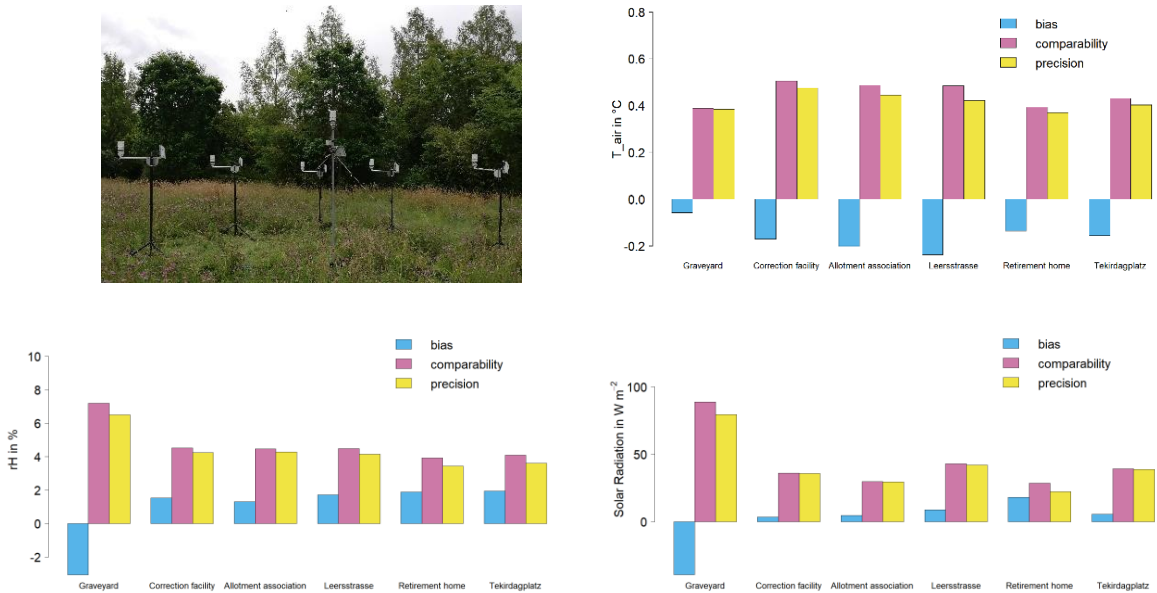 0.8
0.6
0.4
0.2
0.0
-0.2
T_air in °C
bias
comparability
precision
Graveyard Correction facility Allotment association Leersstrasse Retirement home Tekirdagplatz
10
8
6
4
2
0
-2
rH in %
bias
comparability
precision
Graveyard Correction facility Allotment association Leersstrasse Retirement home Tekirdagplatz
100
50
0
Solar Radiation in W m⁻²
bias
comparability
precision
Graveyard Correction facility Allotment association Leersstrasse Retirement home Tekirdagplatz